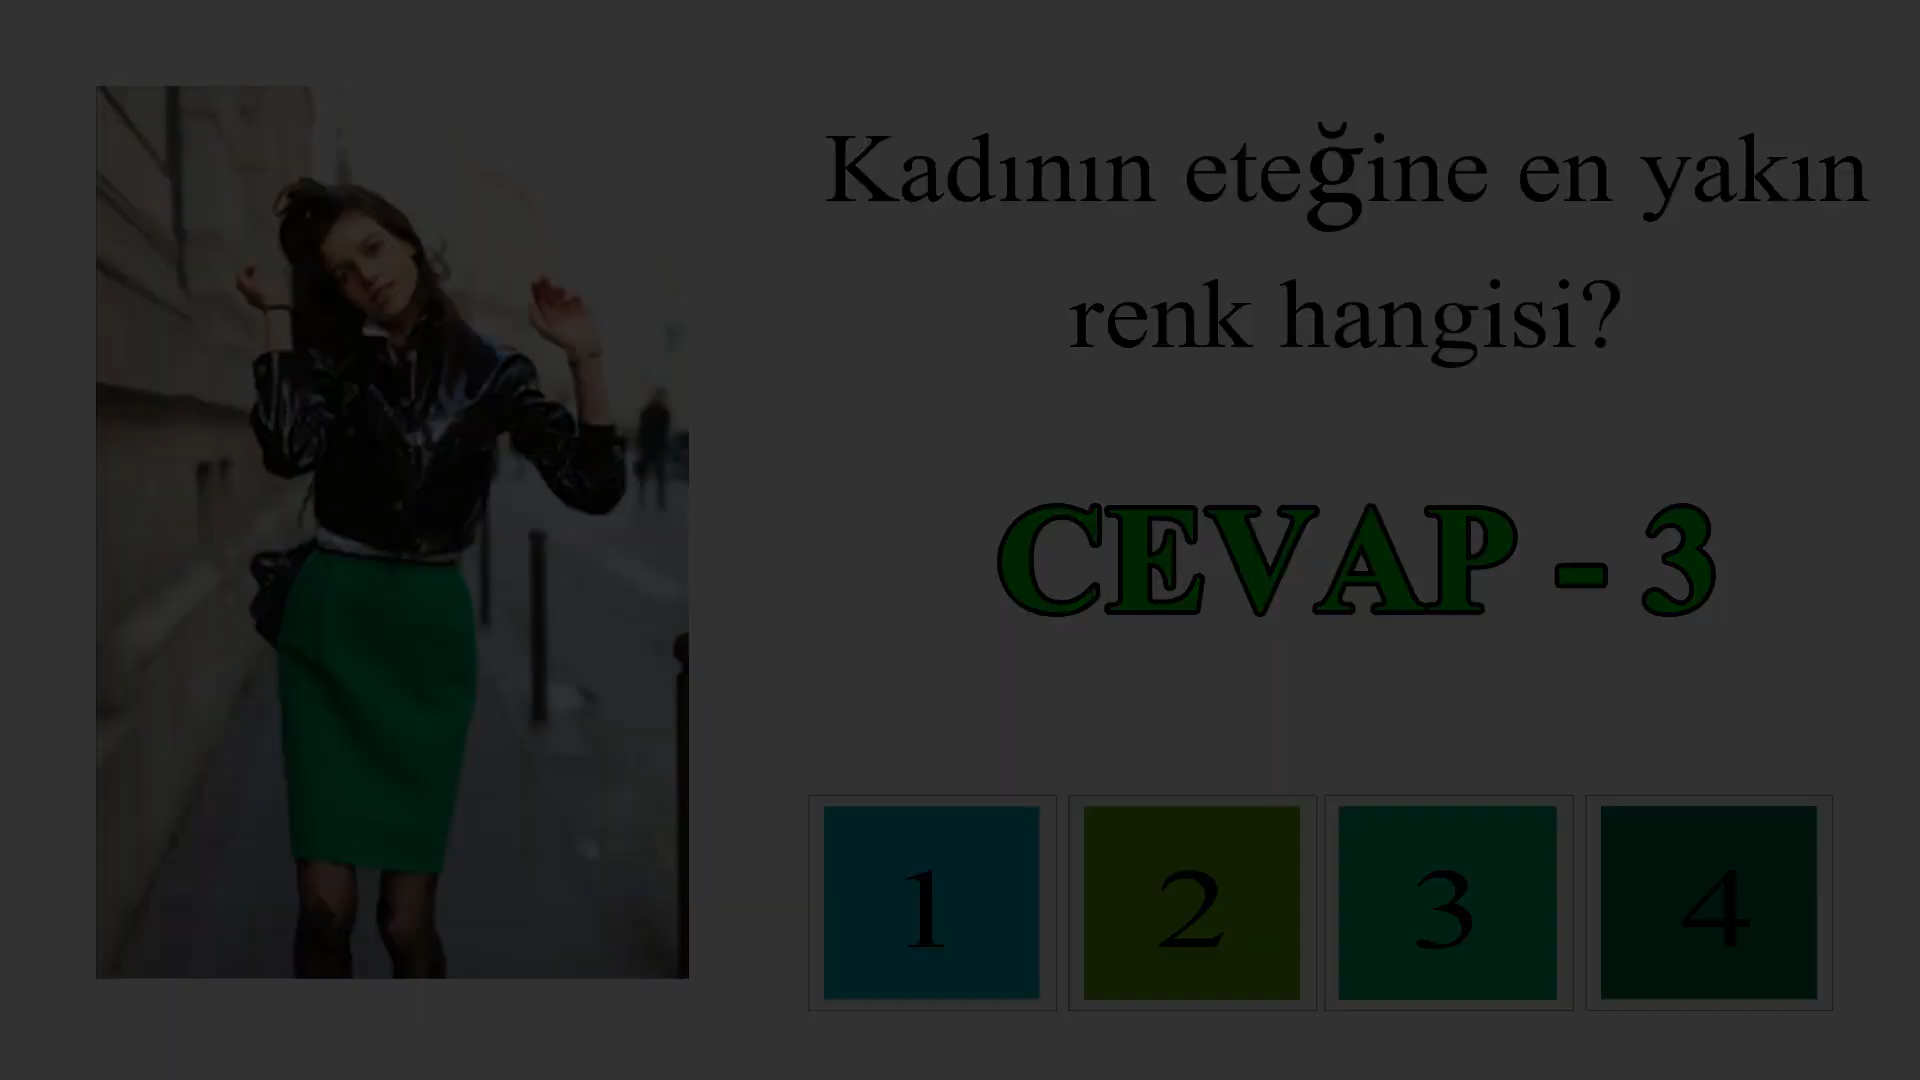 Kadının eteğine en yakın
renk hangisi?
CEVAP - 3
1 2 3 4